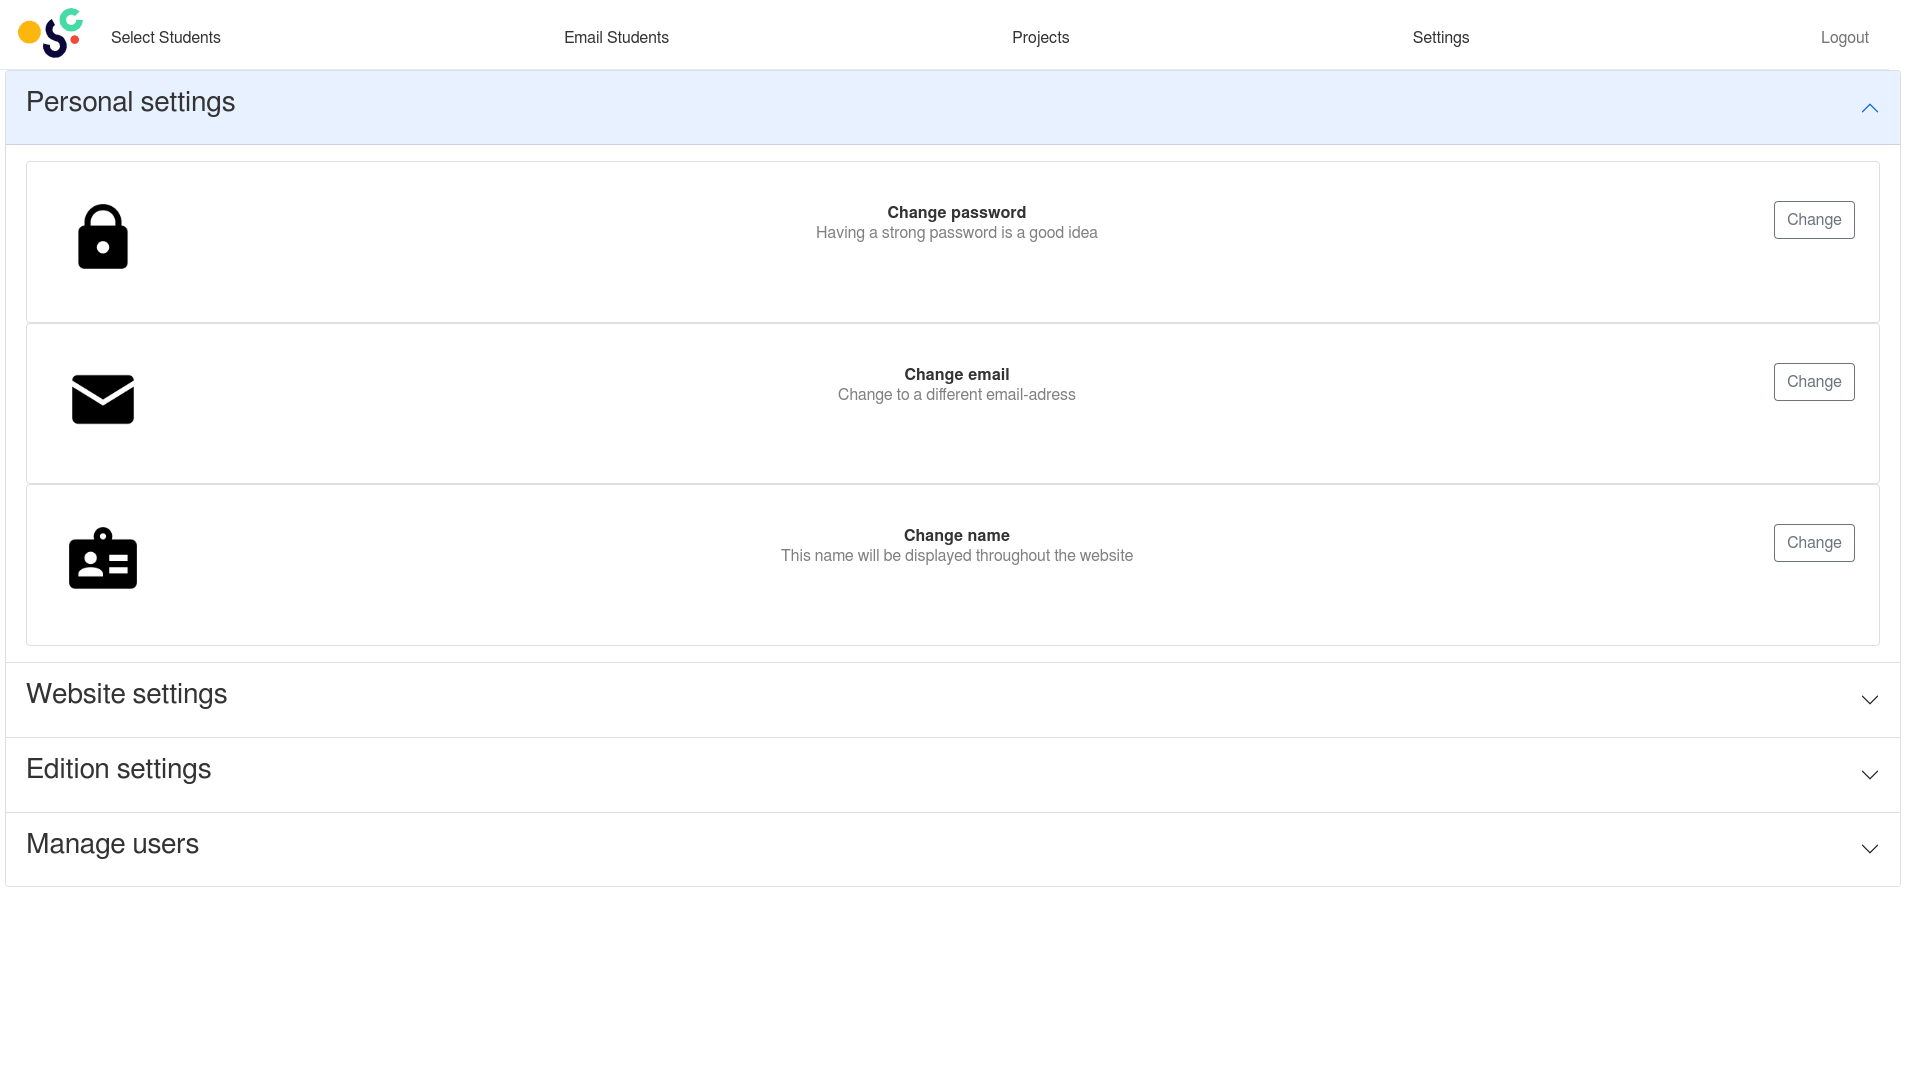 Select Students
Email Students
Projects
Settings
Logout
Personal settings
Change password
Having a strong password is a good idea
Change
Change email
Change to a different email-adress
Change
Change name
This name will be displayed throughout the website
Change
Website settings
Edition settings
Manage users